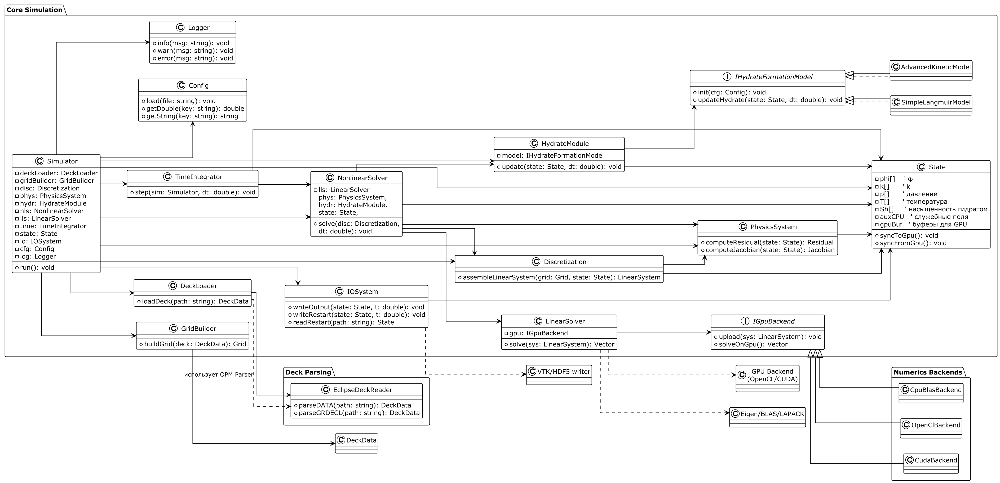 Core Simulation
C Logger
info(msg: string): void
warn(msg: string): void
error(msg: string): void
C Config
load(file: string): void
getDouble(key: string): double
getString(key: string): string
I IHydrateFormationModel
init(cfg: Config): void
updateHydrate(state: State, dt: double): void
C AdvancedKineticModel
C SimpleLangmuirModel
C HydrateModule
model: IHydrateFormationModel
update(state: State, dt: double): void
C Simulator
deckLoader: DeckLoader
gridBuilder: GridBuilder
disc: Discretization
phys: PhysicsSystem
hydr: HydrateModule
nls: NonlinearSolver
lls: LinearSolver
time: TimeIntegrator
state: State
io: IOSystem
cfg: Config
log: Logger
run(): void
C TimeIntegrator
step(sim: Simulator, dt: double): void
C NonlinearSolver
lls: LinearSolver
phys: PhysicsSystem,
hydr: HydrateModule,
state: State,
solve(disc: Discretization,
dt: double): void
C State
phi[] ' φ
k[] ' k
p[] ' давление
T[] ' температура
Sh[] ' насыщенность гидратом
auxCPU ' служебные поля
gpuBuf ' буферы для GPU
syncToGpu(): void
syncFromGpu(): void
C PhysicsSystem
computeResidual(state: State): Residual
computeJacobian(state: State): Jacobian
C Discretization
assembleLinearSystem(grid: Grid, state: State): LinearSystem
C DeckLoader
loadDeck(path: string): DeckData
C IOSystem
writeOutput(state: State, t: double): void
writeRestart(state: State, t: double): void
readRestart(path: string): State
C GridBuilder
buildGrid(deck: DeckData): Grid
C LinearSolver
gpu: IGpuBackend
solve(sys: LinearSystem): Vector
I IGpuBackend
upload(sys: LinearSystem): void
solveOnGpu(): Vector
использует OPM Parser
Deck Parsing
C EclipseDeckReader
parseDATA(path: string): DeckData
parseGRDECL(path: string): DeckData
C VTK/HDF5 writer
C GPU Backend
(OpenCL/CUDA)
C Eigen/BLAS/LAPACK
C DeckData
Numerics Backends
C CpuBlasBackend
C OpenClBackend
C CudaBackend